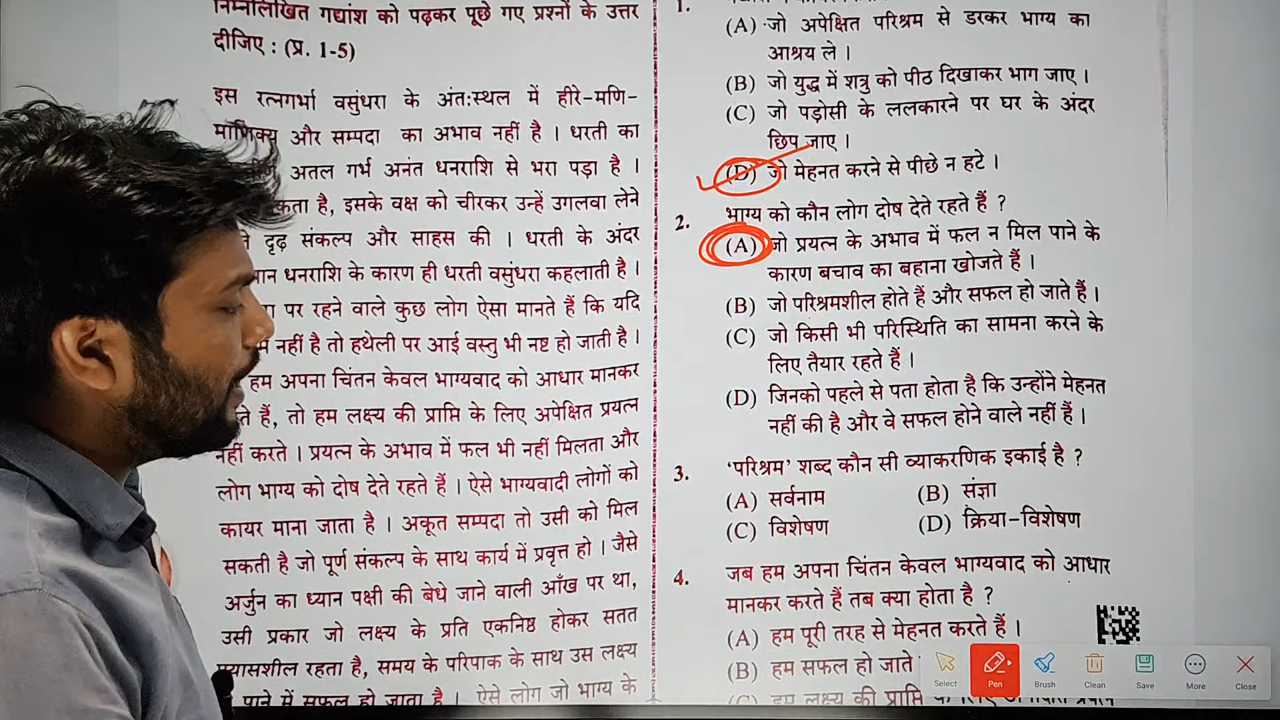 निम्नलिखित गद्यांश को पढ़कर पूछे गए प्रश्नों के उत्तर
दीजिए : (प्र. 1-5)
इस रत्नगर्भा वसुंधरा के अंतःस्थल में हीरे-मणि-
माणिक्य और सम्पदा का अभाव नहीं है । धरती का
अतल गर्भ अनंत धनराशि से भरा पड़ा है ।
है, इसके वक्ष को चीरकर उन्हें उगलवा लेने
दृढ़ संकल्प और साहस की । धरती के अंदर
धनराशि के कारण ही धरती वसुंधरा कहलाती है ।
पर रहने वाले कुछ लोग ऐसा मानते हैं कि यदि
नहीं है तो हथेली पर आई वस्तु भी नष्ट हो जाती है ।
हम अपना चिंतन केवल भाग्यवाद को आधार मानकर
हैं, तो हम लक्ष्य की प्राप्ति के लिए अपेक्षित प्रयत्न
नहीं करते । प्रयत्न के अभाव में फल भी नहीं मिलता और
लोग भाग्य को दोष देते रहते हैं । ऐसे भाग्यवादी लोगों को
कायर माना जाता है । अकूत सम्पदा तो उसी को मिल
सकती है जो पूर्ण संकल्प के साथ कार्य में प्रवृत्त हो । जैसे
अर्जुन का ध्यान पक्षी की बेधे जाने वाली आँख पर था,
उसी प्रकार जो लक्ष्य के प्रति एकनिष्ठ होकर सतत
प्रयासशील रहता है, समय के परिपाक के साथ उस लक्ष्य
पाने में सफल हो जाता है । ऐसे लोग जो भाग्य के
1.
(A) जो अपेक्षित परिश्रम से डरकर भाग्य का
आश्रय ले ।
(B) जो युद्ध में शत्रु को पीठ दिखाकर भाग जाए ।
(C) जो पड़ोसी के ललकारने पर घर के अंदर
छिप जाए ।
(D) जो मेहनत करने से पीछे न हटे ।
2. भाग्य को कौन लोग दोष देते रहते हैं ?
(A) जो प्रयत्न के अभाव में फल न मिल पाने के
कारण बचाव का बहाना खोजते हैं ।
(B) जो परिश्रमशील होते हैं और सफल हो जाते हैं ।
(C) जो किसी भी परिस्थिति का सामना करने के
लिए तैयार रहते हैं ।
(D) जिनको पहले से पता होता है कि उन्होंने मेहनत
नहीं की है और वे सफल होने वाले नहीं हैं ।
3. 'परिश्रम' शब्द कौन सी व्याकरणिक इकाई है ?
(A) सर्वनाम (B) संज्ञा
(C) विशेषण (D) क्रिया-विशेषण
4. जब हम अपना चिंतन केवल भाग्यवाद को आधार
मानकर करते हैं तब क्या होता है ?
(A) हम पूरी तरह से मेहनत करते हैं ।
(B) हम सफल हो जाते
(C) हम लक्ष्य की प्राप्ति
Select Pen Brush Clean Save More Close